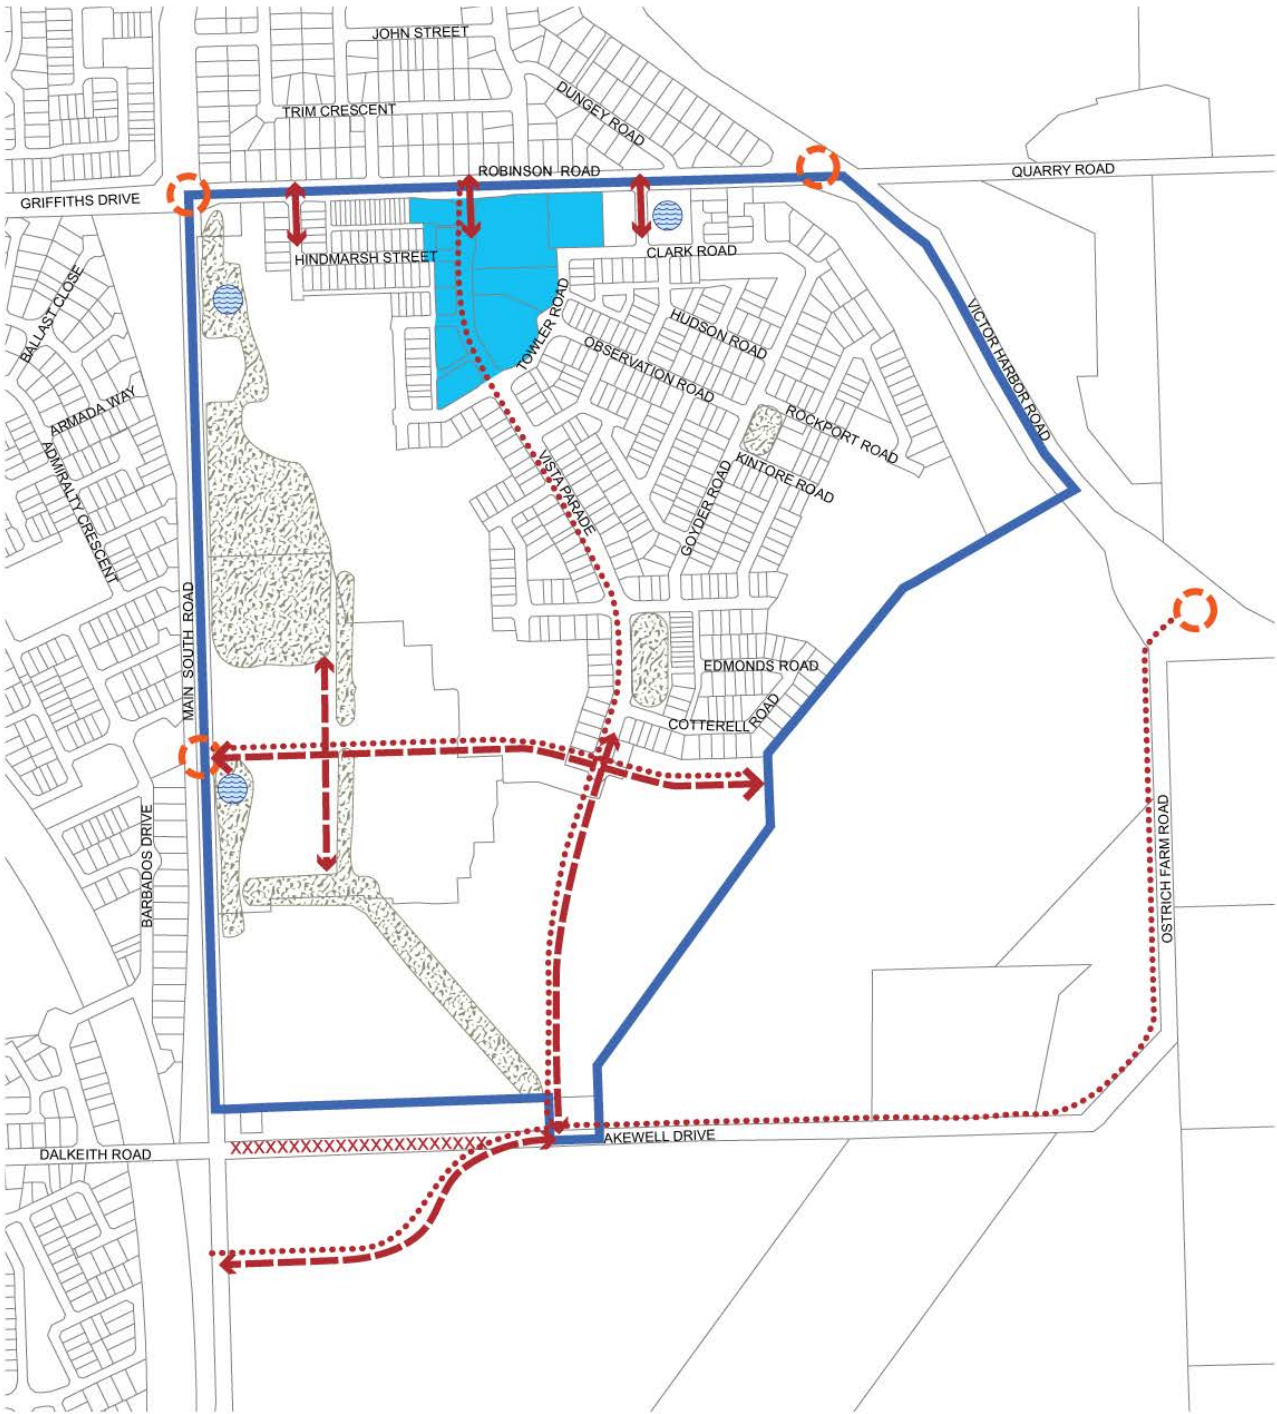 JOHN STREET
DUNGEY ROAD
TRIM CRESCENT
ROBINSON ROAD
QUARRY ROAD
GRIFFITHS DRIVE
HINDMARSH STREET
CLARK ROAD
BALLAST CLOSE
TOWLER ROAD
HUDSON ROAD
VICTOR HARBOR ROAD
OBSERVATION ROAD
ARMADA WAY
ROCKPORT ROAD
ADMIRALTY CRESCENT
VISTA PARADE
KINTORE ROAD
GOYDER ROAD
MAIN SOUTH ROAD
EDMONDS ROAD
COTTERELL ROAD
BARBADOS DRIVE
OSTRICH FARM ROAD
AKEWELL DRIVE
XXXXXXXXXXXXXXXXXXXXXX
DALKEITH ROAD